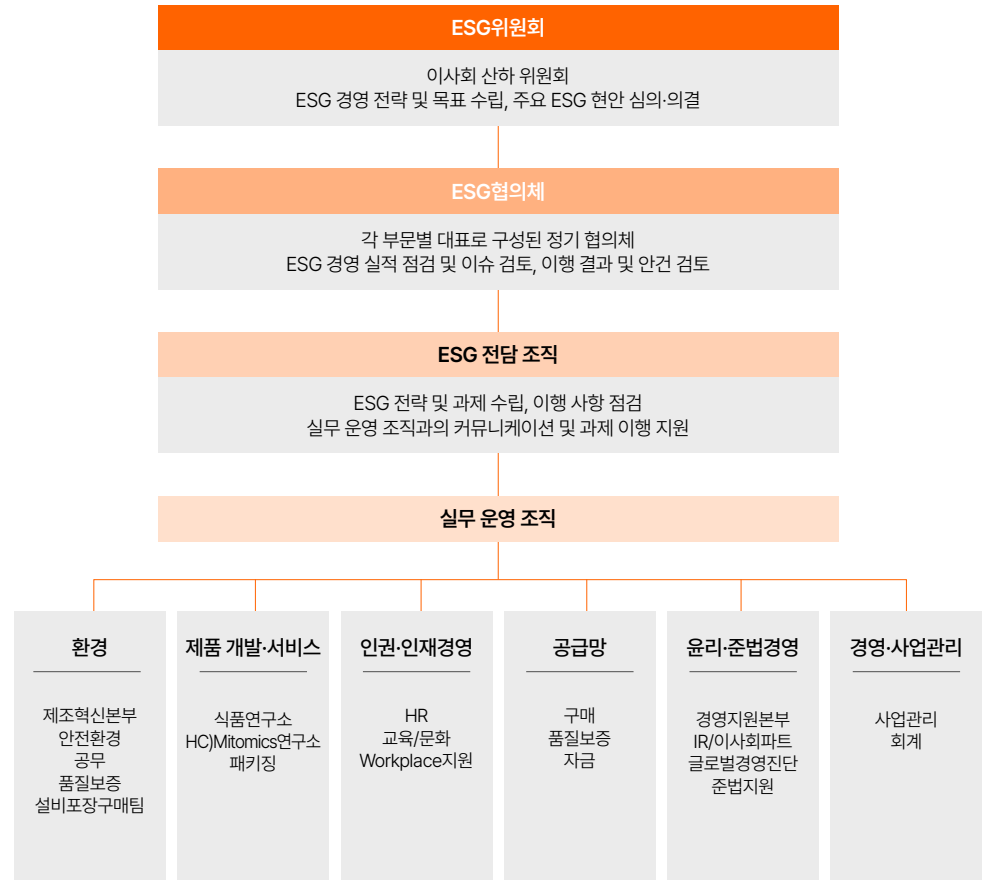 ESG위원회
이사회 산하 위원회
ESG 경영 전략 및 목표 수립, 주요 ESG 현안 심의·의결
ESG협의체
각 부문별 대표로 구성된 정기 협의체
ESG 경영 실적 점검 및 이슈 검토, 이행 결과 및 안건 검토
ESG 전담 조직
ESG 전략 및 과제 수립, 이행 사항 점검
실무 운영 조직과의 커뮤니케이션 및 과제 이행 지원
실무 운영 조직
환경
제조혁신본부
안전환경
공무
품질보증
설비포장구매팀
제품 개발·서비스
식품연구소
HC)Mitomics연구소
패키징
인권·인재경영
HR
교육/문화
Workplace지원
공급망
구매
품질보증
자금
윤리·준법경영
경영지원본부
IR/이사회파트
글로벌경영진단
준법지원
경영·사업관리
사업관리
회계